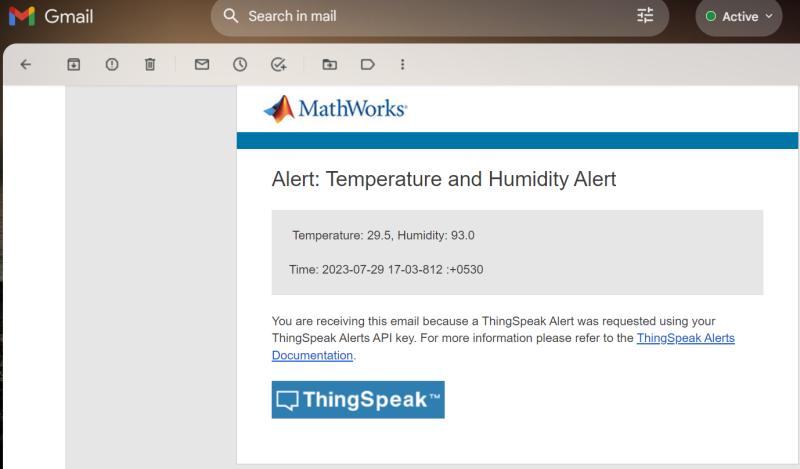 Gmail
Search in mail
Active
MathWorks®
Alert: Temperature and Humidity Alert
Temperature: 29.5, Humidity: 93.0
Time: 2023-07-29 17-03-812 :+0530
You are receiving this email because a ThingSpeak Alert was requested using your
ThingSpeak Alerts API key. For more information please refer to the ThingSpeak Alerts
Documentation.
ThingSpeak™